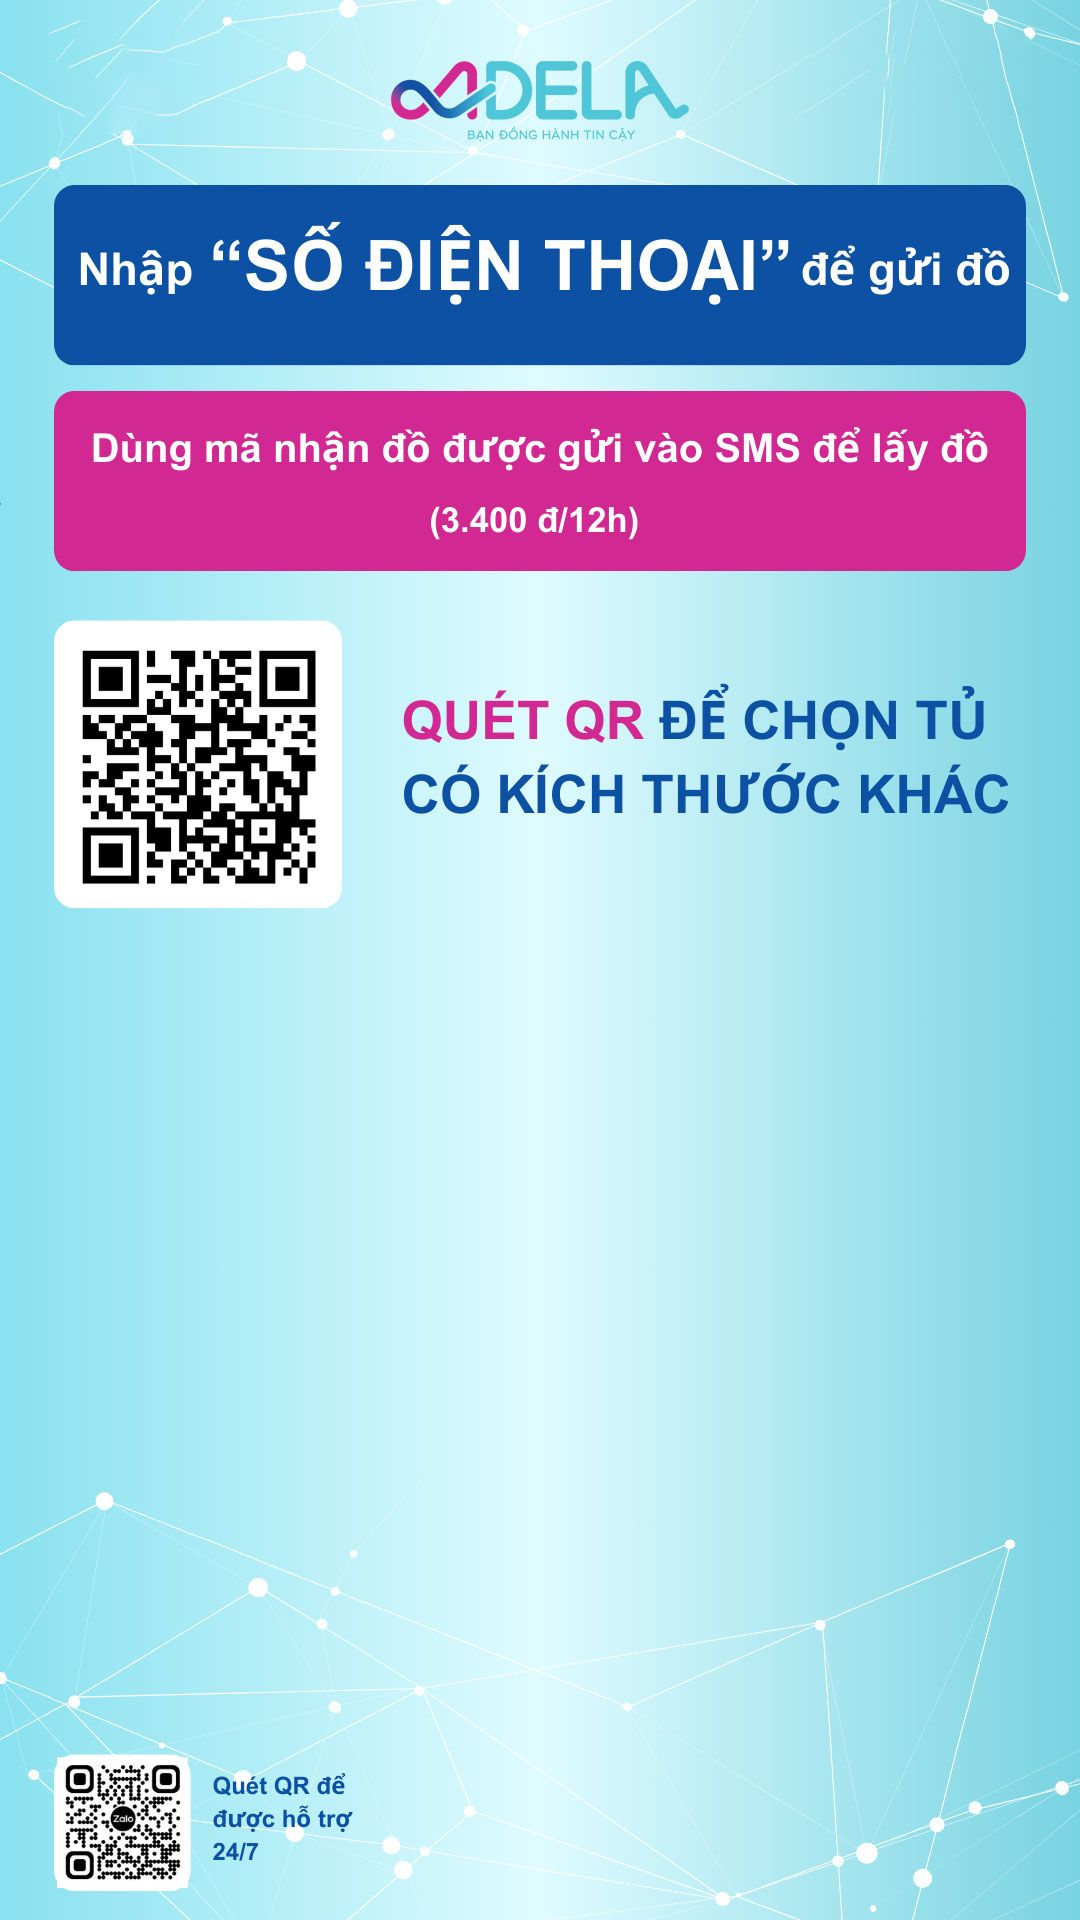 ADELA
BẠN ĐỒNG HÀNH TIN CẬY
Nhập “SỐ ĐIỆN THOẠI” để gửi đồ
Dùng mã nhận đồ được gửi vào SMS để lấy đồ
(3.400 đ/12h)
QUÉT QR ĐỂ CHỌN TỦ
CÓ KÍCH THƯỚC KHÁC
Zalo
Quét QR để
được hỗ trợ
24/7